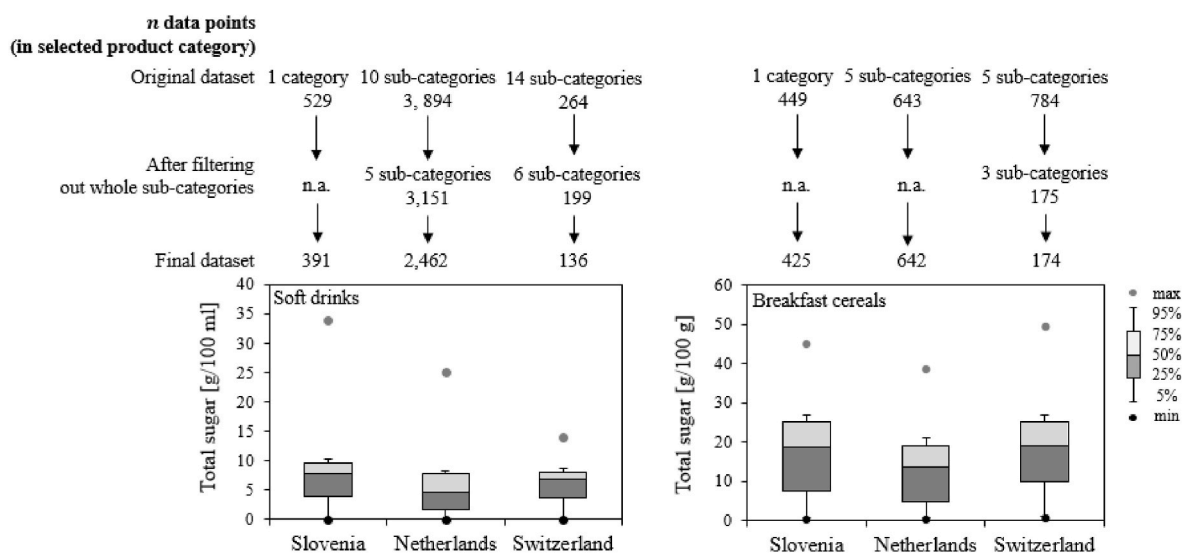 n data points
(in selected product category)
Original dataset 1 category 10 sub-categories 14 sub-categories 1 category 5 sub-categories 5 sub-categories
529 3, 894 264 449 643 784
After filtering
out whole sub-categories
n.a. 5 sub-categories 6 sub-categories n.a. n.a. 3 sub-categories
3,151 199 175
Final dataset 391 2,462 136 425 642 174
Soft drinks
Total sugar [g/100 ml]
40
35
30
25
20
15
10
5
0
Slovenia Netherlands Switzerland
Breakfast cereals
Total sugar [g/100 g]
60
50
40
30
20
10
0
Slovenia Netherlands Switzerland
max
95%
75%
50%
25%
5%
min